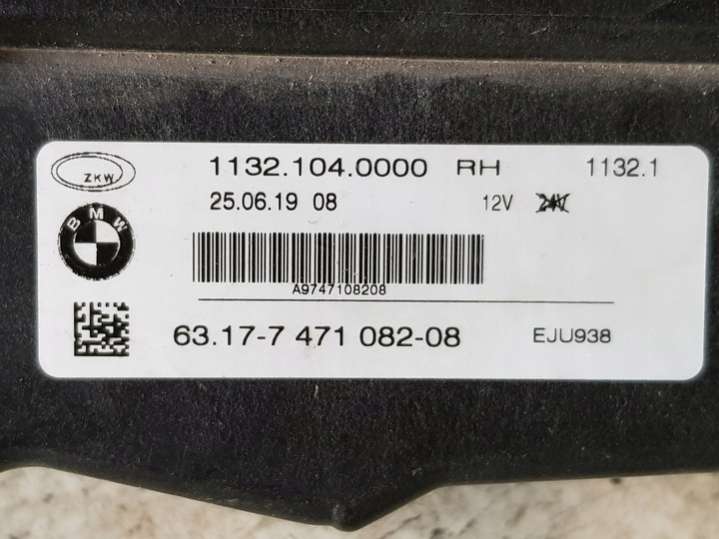 ZKW 1132.104.0000 RH 1132.1
25.06.19 08 12V 24V
BMW
A9747108208
63.17-7 471 082-08 EJU938